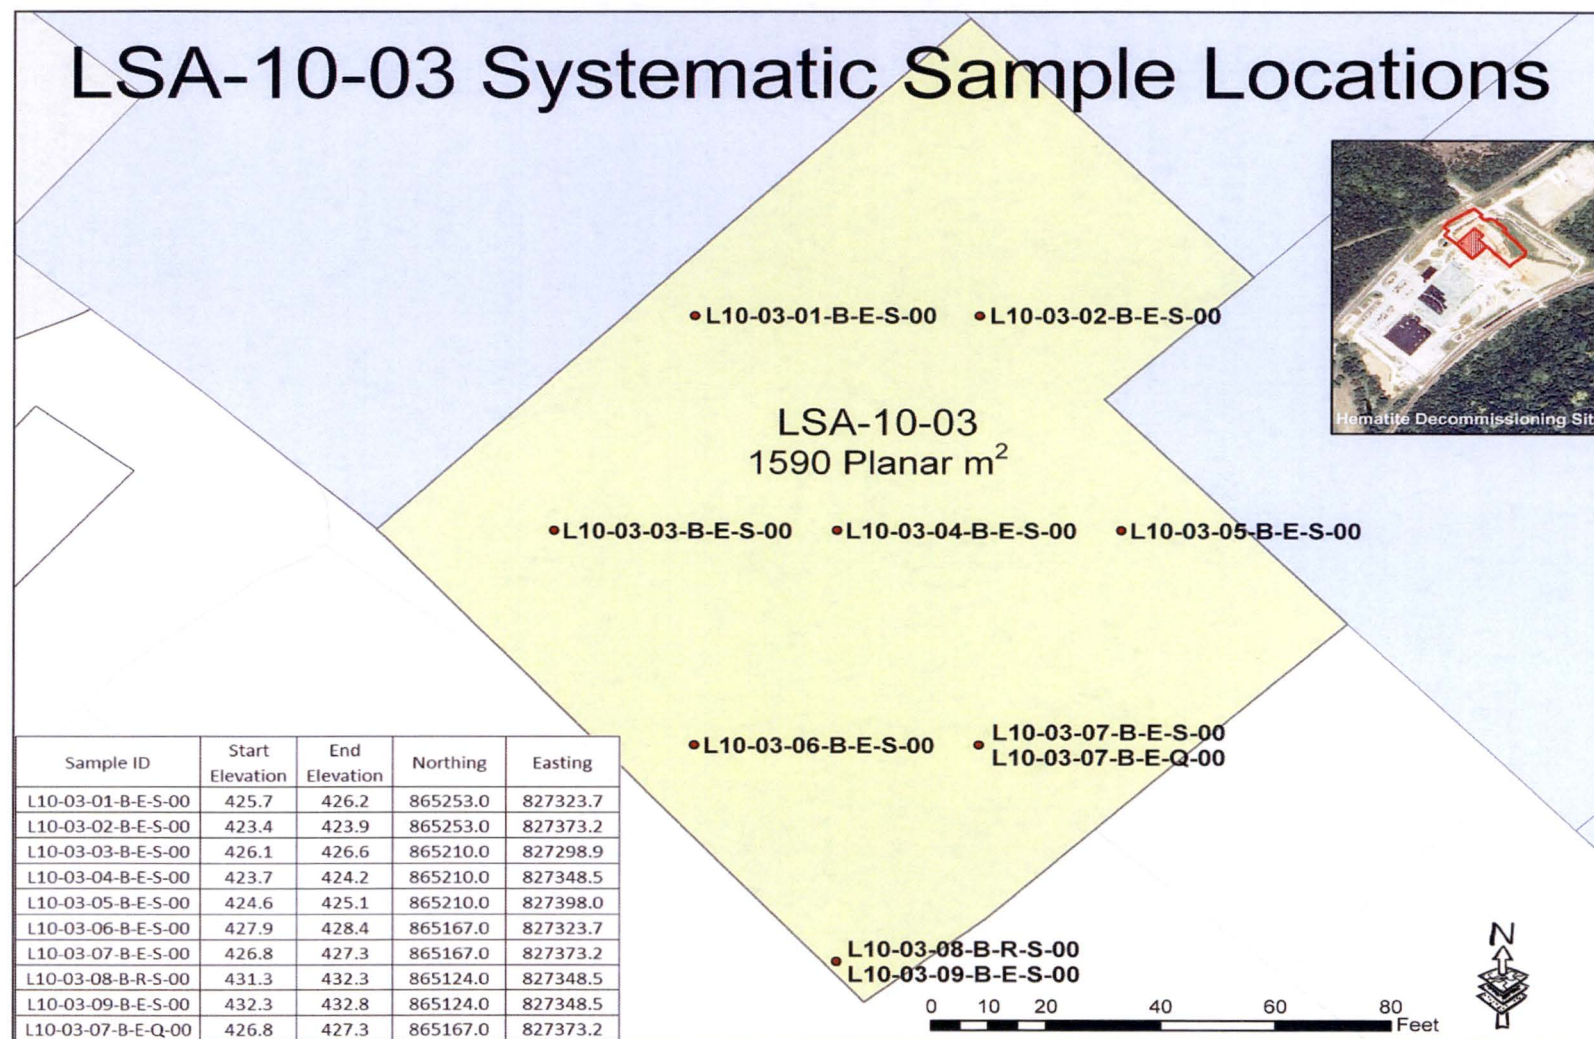 LSA-10-03 Systematic Sample Locations
Hematite Decommissioning Sit
L10-03-01-B-E-S-00
L10-03-02-B-E-S-00
LSA-10-03
1590 Planar m²
L10-03-03-B-E-S-00
L10-03-04-B-E-S-00
L10-03-05-B-E-S-00
L10-03-06-B-E-S-00
L10-03-07-B-E-S-00
L10-03-07-B-E-Q-00
L10-03-08-B-R-S-00
L10-03-09-B-E-S-00
Sample ID Start Elevation End Elevation Northing Easting
L10-03-01-B-E-S-00 425.7 426.2 865253.0 827323.7
L10-03-02-B-E-S-00 423.4 423.9 865253.0 827373.2
L10-03-03-B-E-S-00 426.1 426.6 865210.0 827298.9
L10-03-04-B-E-S-00 423.7 424.2 865210.0 827348.5
L10-03-05-B-E-S-00 424.6 425.1 865210.0 827398.0
L10-03-06-B-E-S-00 427.9 428.4 865167.0 827323.7
L10-03-07-B-E-S-00 426.8 427.3 865167.0 827373.2
L10-03-08-B-R-S-00 431.3 432.3 865124.0 827348.5
L10-03-09-B-E-S-00 432.3 432.8 865124.0 827348.5
L10-03-07-B-E-Q-00 426.8 427.3 865167.0 827373.2
0 10 20 40 60 80
Feet
N